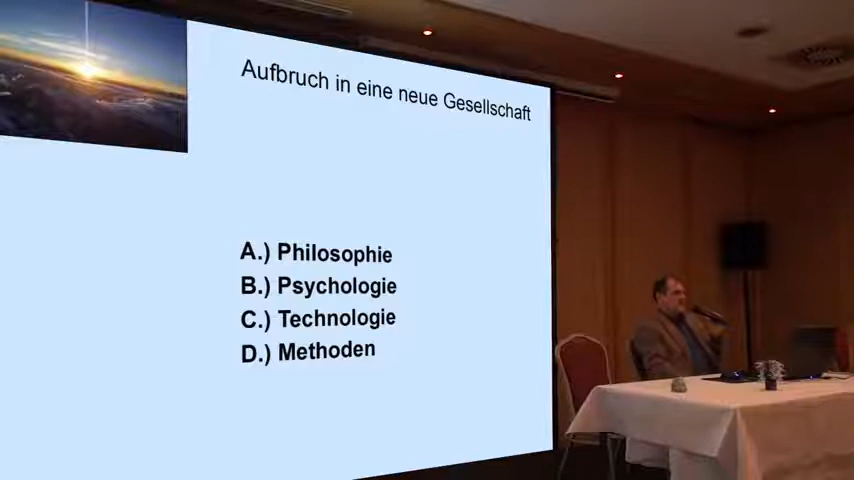 Aufbruch in eine neue Gesellschaft
A.) Philosophie
B.) Psychologie
C.) Technologie
D.) Methoden